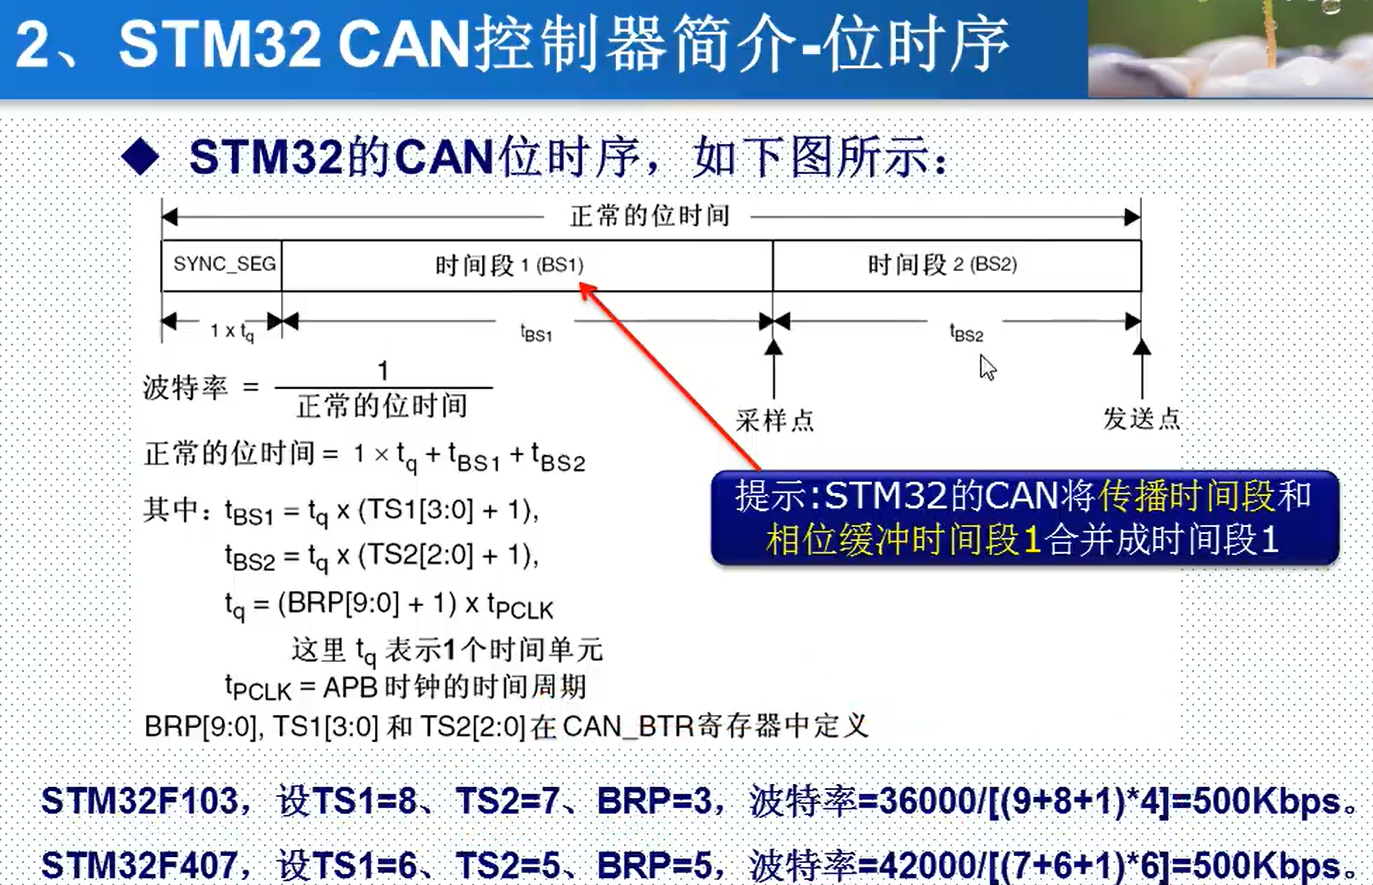 2、STM32 CAN控制器简介-位时序
◆ STM32的CAN位时序，如下图所示：
正常的位时间
SYNC_SEG
时间段 1 (BS1)
时间段 2 (BS2)
1 x tq
tBS1
tBS2
采样点
发送点
波特率 = 1 / 正常的位时间
正常的位时间 = 1 × tq + tBS1 + tBS2
其中：tBS1 = tq x (TS1[3:0] + 1),
tBS2 = tq x (TS2[2:0] + 1),
tq = (BRP[9:0] + 1) x tPCLK
这里 tq 表示1个时间单元
tPCLK = APB 时钟的时间周期
BRP[9:0], TS1[3:0] 和 TS2[2:0] 在 CAN_BTR寄存器中定义
提示:STM32的CAN将传播时间段和
相位缓冲时间段1合并成时间段1
STM32F103，设TS1=8、TS2=7、BRP=3，波特率=36000/[(9+8+1)*4]=500Kbps。
STM32F407，设TS1=6、TS2=5、BRP=5，波特率=42000/[(7+6+1)*6]=500Kbps。